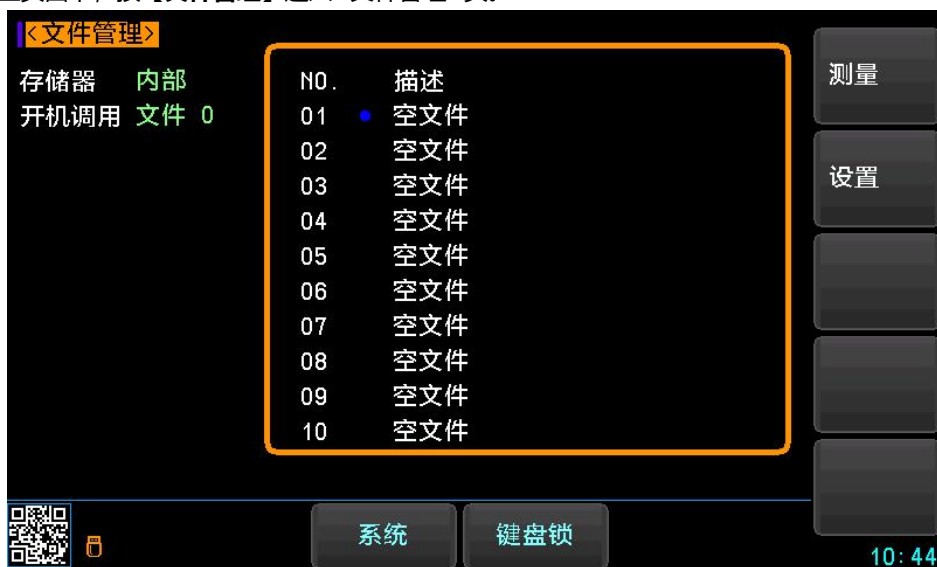 <文件管理>
存储器 内部
开机调用 文件 0
NO. 描述
01 空文件
02 空文件
03 空文件
04 空文件
05 空文件
06 空文件
07 空文件
08 空文件
09 空文件
10 空文件
测量
设置
系统 键盘锁
10:44